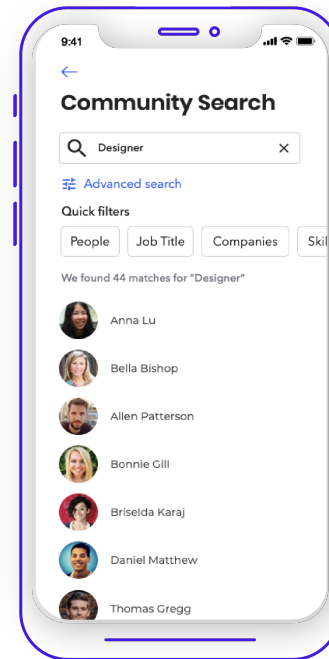 9:41
Community Search
Designer
Advanced search
Quick filters
People Job Title Companies Skil
We found 44 matches for "Designer"
Anna Lu
Bella Bishop
Allen Patterson
Bonnie Gill
Briselda Karaj
Daniel Matthew
Thomas Gregg